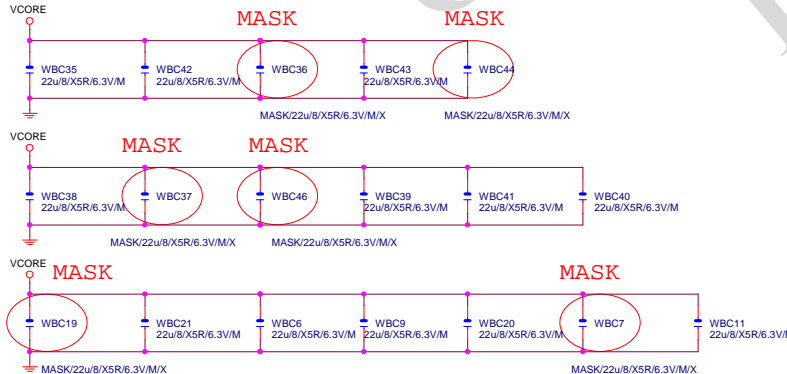 VCORE
MASK MASK
WBC35 WBC42 WBC36 WBC43 WBC44
22u/8/X5R/6.3V/M 22u/8/X5R/6.3V/M 22u/8/X5R/6.3V/M
MASK/22u/8/X5R/6.3V/M/X MASK/22u/8/X5R/6.3V/M/X
VCORE
MASK MASK
WBC38 WBC37 WBC46 WBC39 WBC41 WBC40
22u/8/X5R/6.3V/M 22u/8/X5R/6.3V/M 22u/8/X5R/6.3V/M 22u/8/X5R/6.3V/M
MASK/22u/8/X5R/6.3V/M/X MASK/22u/8/X5R/6.3V/M/X
VCORE
MASK MASK
WBC19 WBC21 WBC6 WBC9 WBC20 WBC7 WBC11
22u/8/X5R/6.3V/M 22u/8/X5R/6.3V/M 22u/8/X5R/6.3V/M 22u/8/X5R/6.3V/M 22u/8/X5R/6.3V/M
MASK/22u/8/X5R/6.3V/M/X MASK/22u/8/X5R/6.3V/M/X